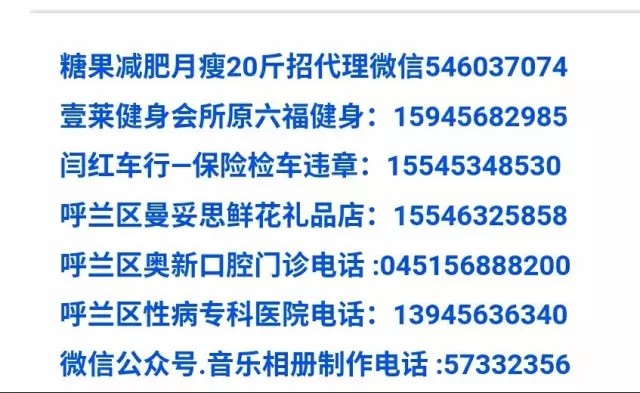 糖果减肥月瘦20斤招代理微信546037074
壹莱健身会所原六福健身：15945682985
闫红车行—保险检车违章：15545348530
呼兰区曼妥思鲜花礼品店：15546325858
呼兰区奥新口腔门诊电话 :045156888200
呼兰区性病专科医院电话：13945636340
微信公众号.音乐相册制作电话 :57332356